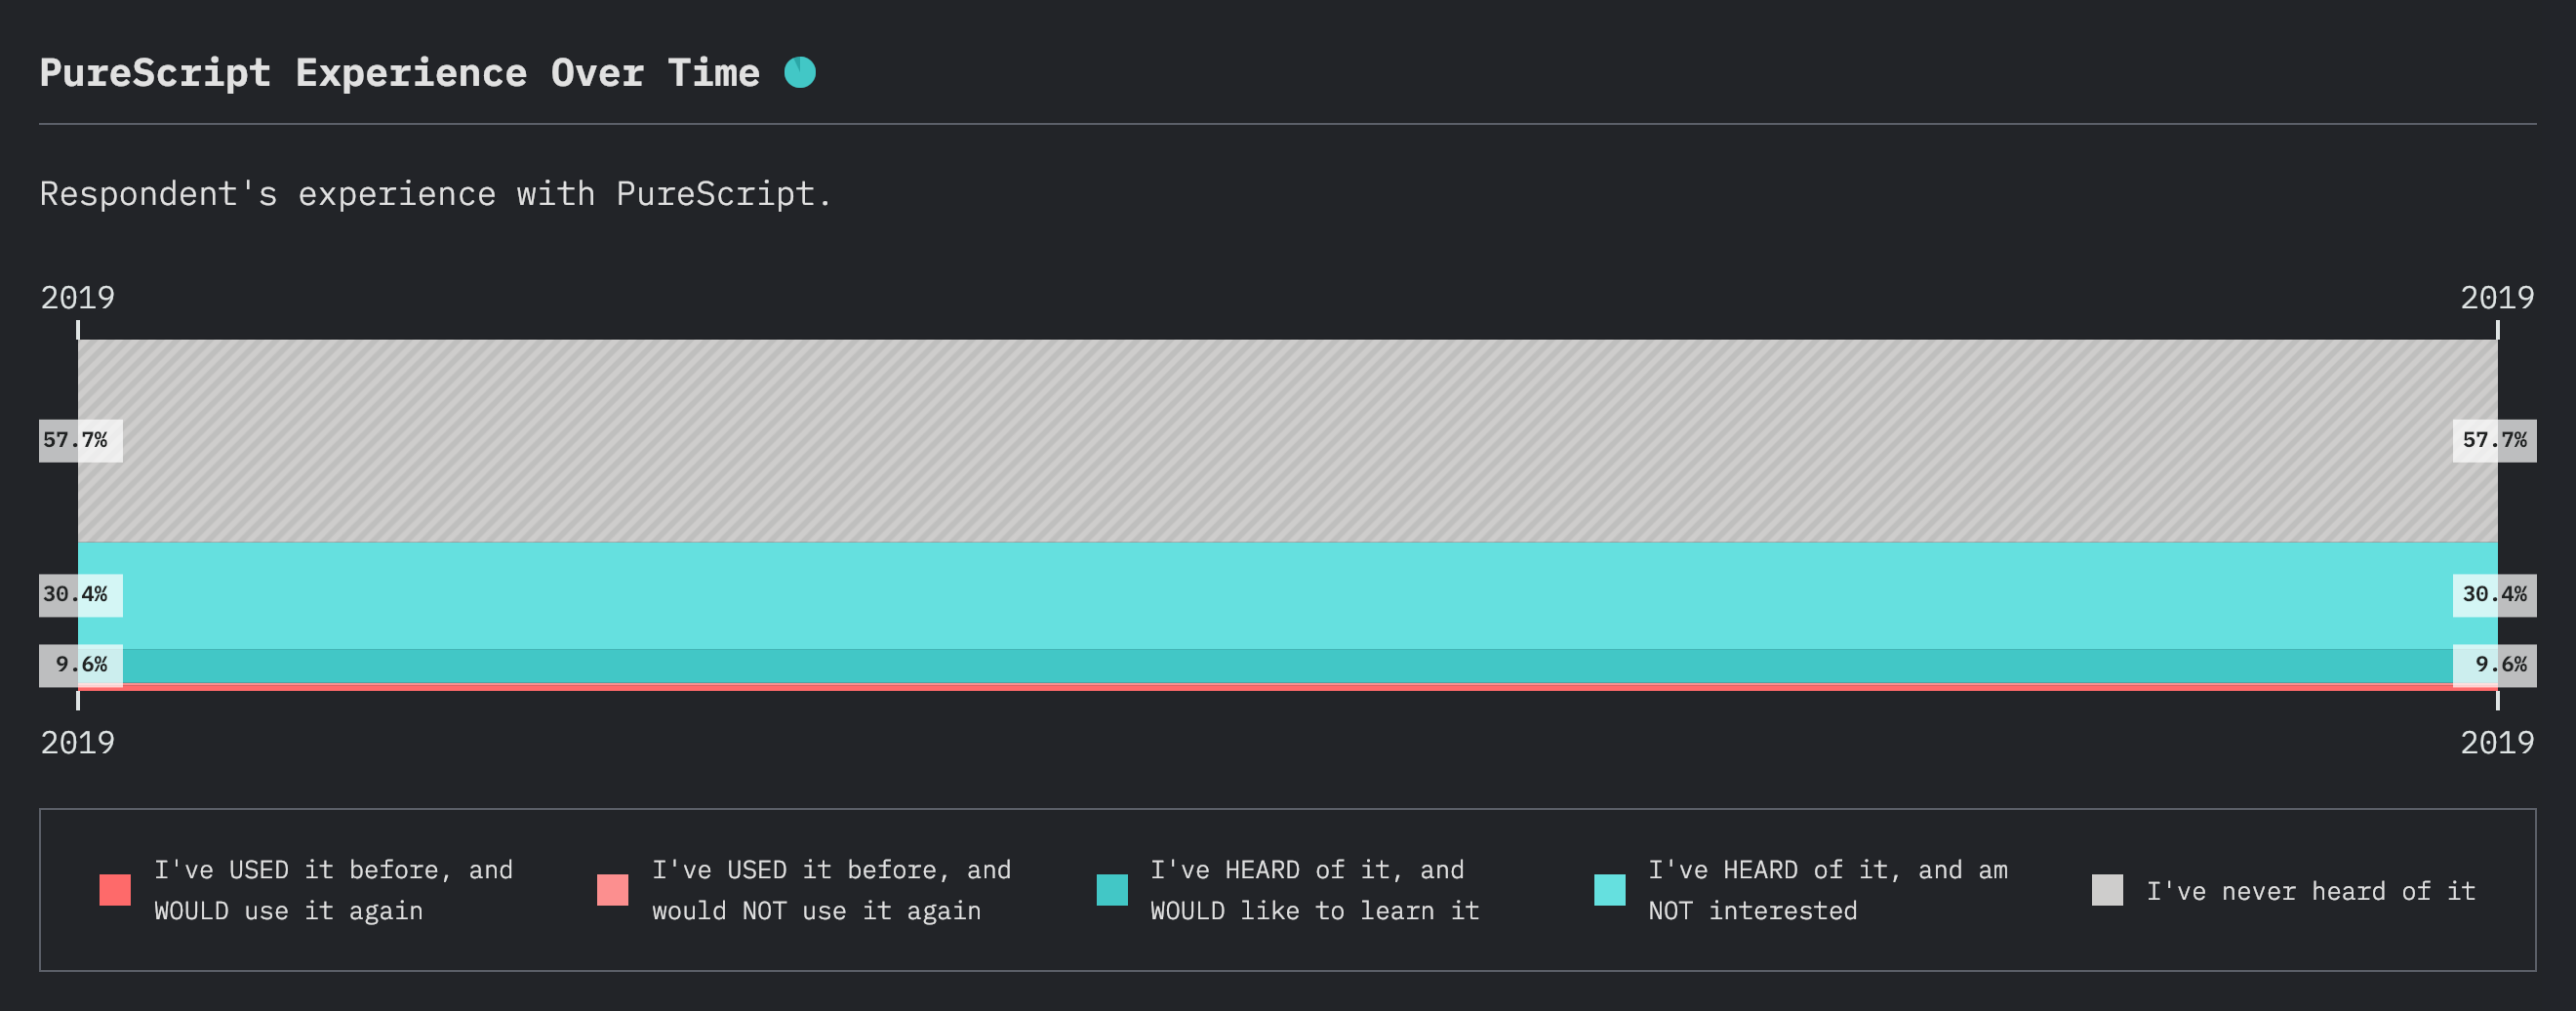 PureScript Experience Over Time
Respondent's experience with PureScript.
2019 2019
57.7% 57.7%
30.4% 30.4%
9.6% 9.6%
2019 2019
I've USED it before, and
WOULD use it again
I've USED it before, and
would NOT use it again
I've HEARD of it, and
WOULD like to learn it
I've HEARD of it, and am
NOT interested
I've never heard of it